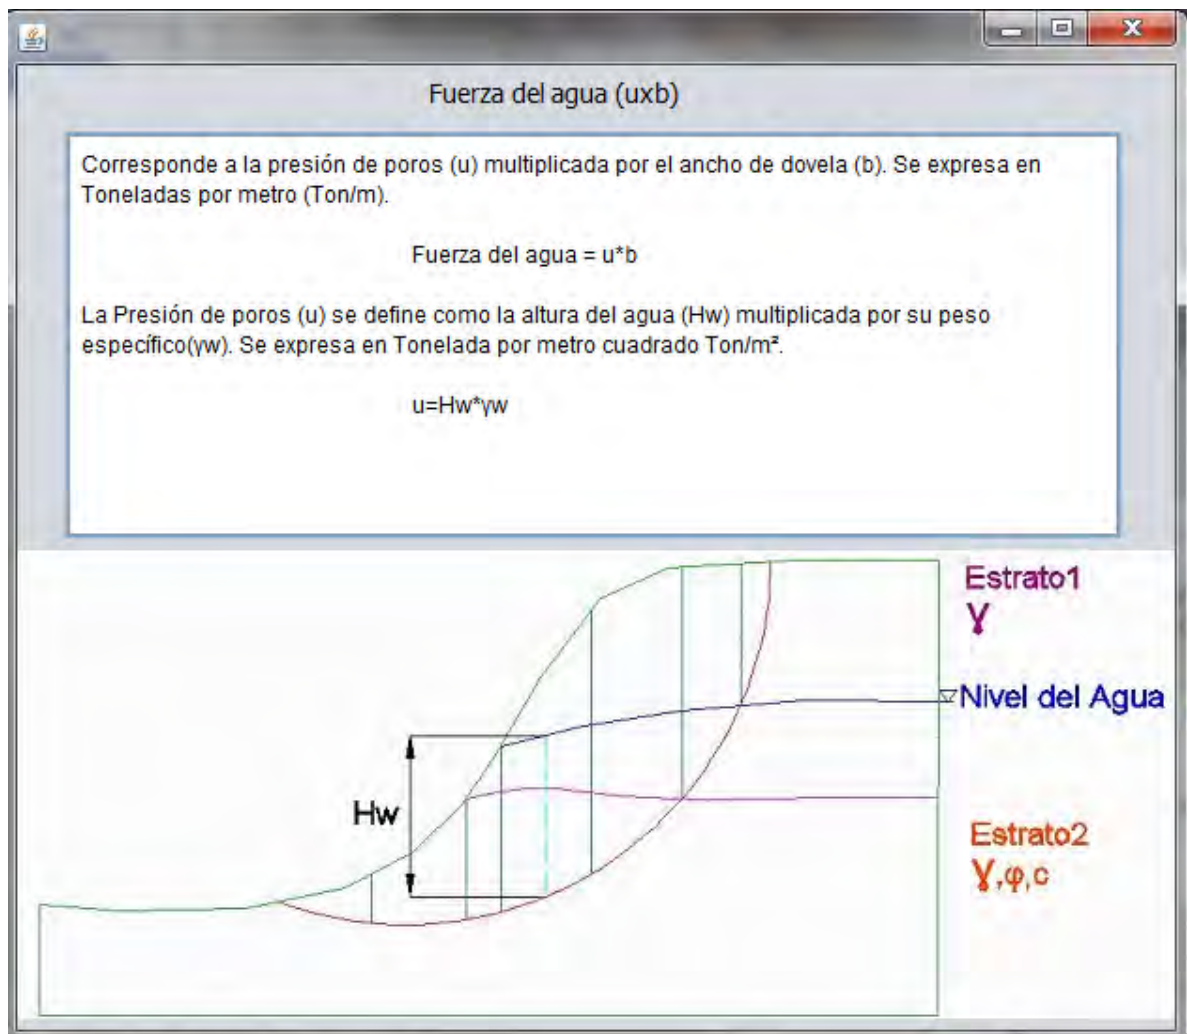 Fuerza del agua (uxb)
Corresponde a la presión de poros (u) multiplicada por el ancho de dovela (b). Se expresa en
Toneladas por metro (Ton/m).
Fuerza del agua = u*b
La Presión de poros (u) se define como la altura del agua (Hw) multiplicada por su peso
específico(γw). Se expresa en Tonelada por metro cuadrado Ton/m².
u=Hw*γw
Estrato1
γ
Nivel del Agua
Hw
Estrato2
γ,φ,c